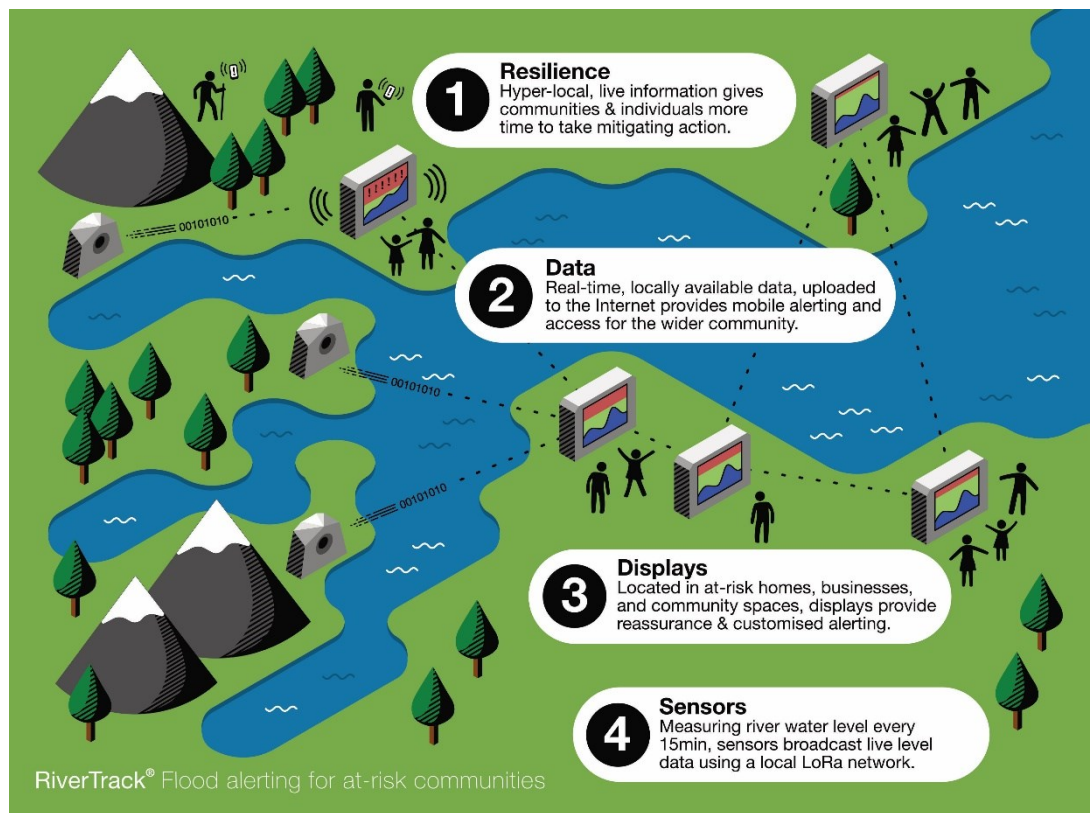 1
Resilience
Hyper-local, live information gives
communities & individuals more
time to take mitigating action.
00101010
!!!!!!
2
Data
Real-time, locally available data, uploaded
to the Internet provides mobile alerting and
access for the wider community.
00101010
00101010
3
Displays
Located in at-risk homes, businesses,
and community spaces, displays provide
reassurance & customised alerting.
4
Sensors
Measuring river water level every
15min, sensors broadcast live level
data using a local LoRa network.
RiverTrack® Flood alerting for at-risk communities